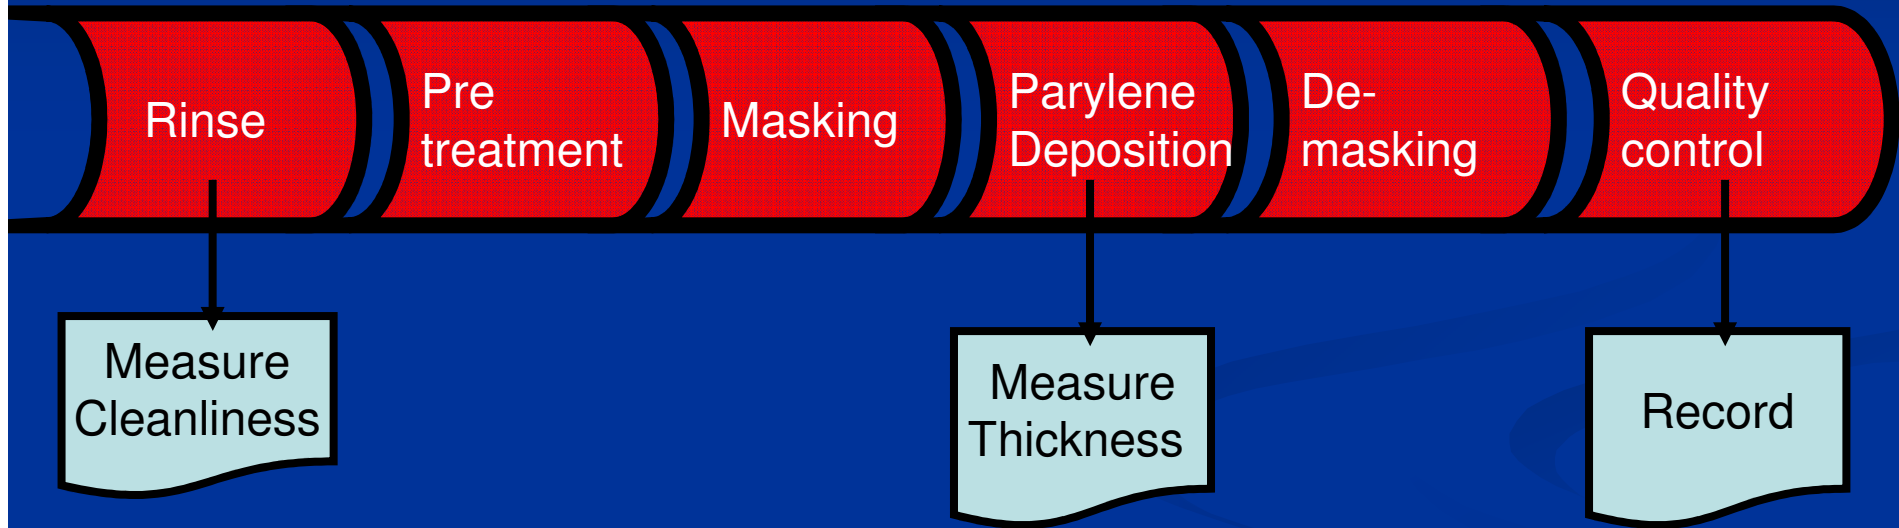 Rinse
Pre
treatment
Masking
Parylene
Deposition
De-
masking
Quality
control
Measure
Cleanliness
Measure
Thickness
Record